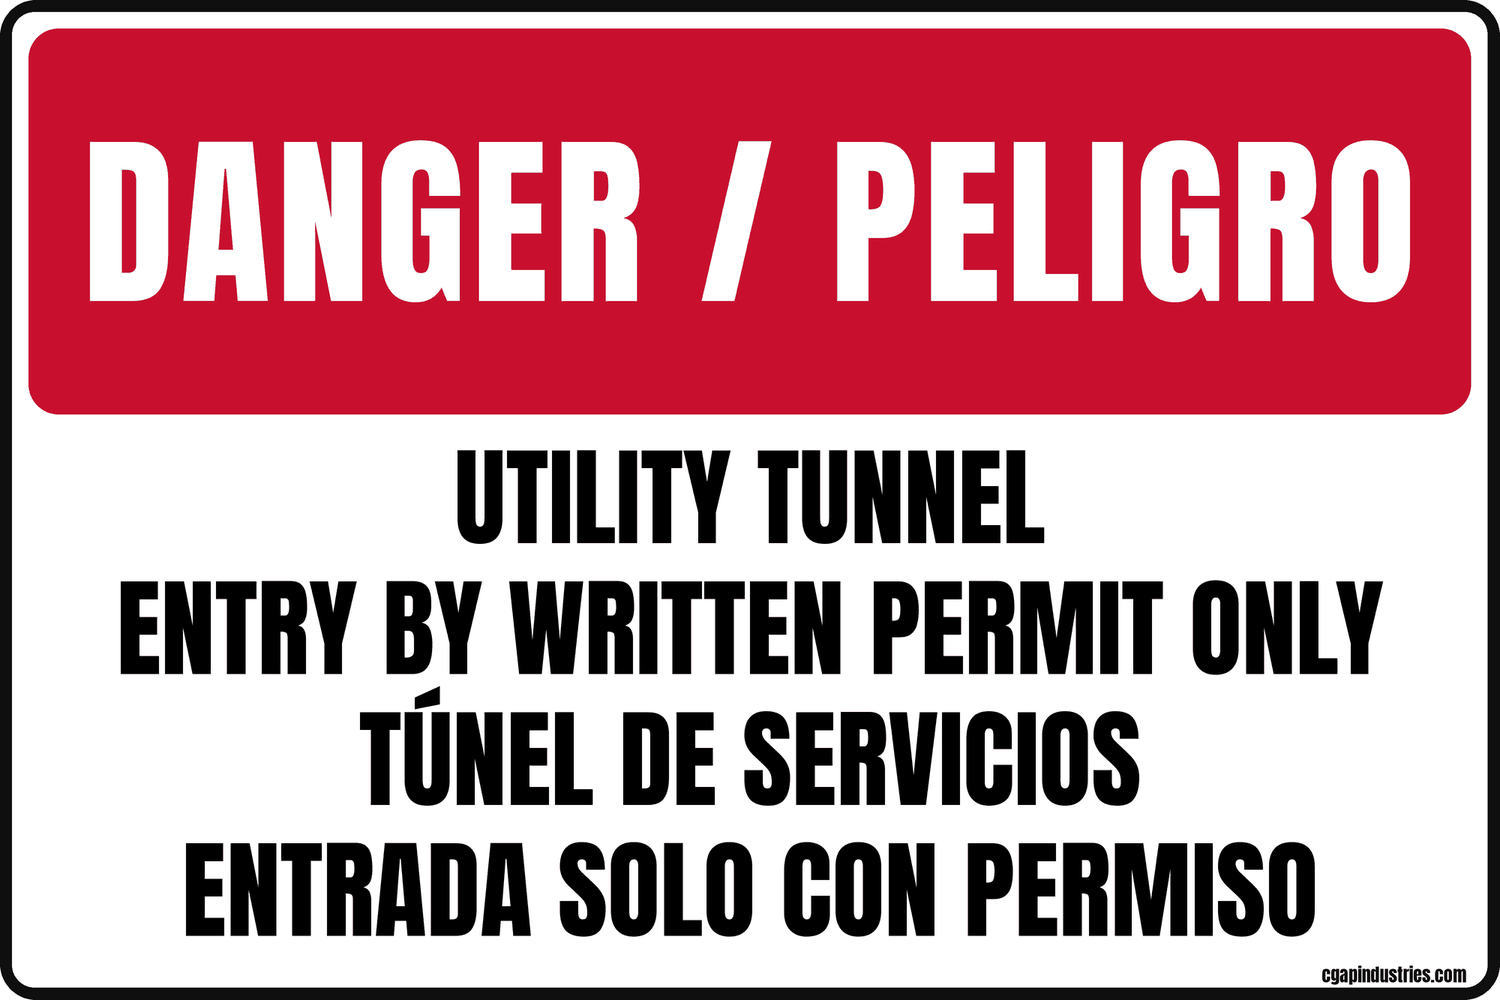 DANGER / PELIGRO
UTILITY TUNNEL
ENTRY BY WRITTEN PERMIT ONLY
TÚNEL DE SERVICIOS
ENTRADA SOLO CON PERMISO
cgapindustries.com